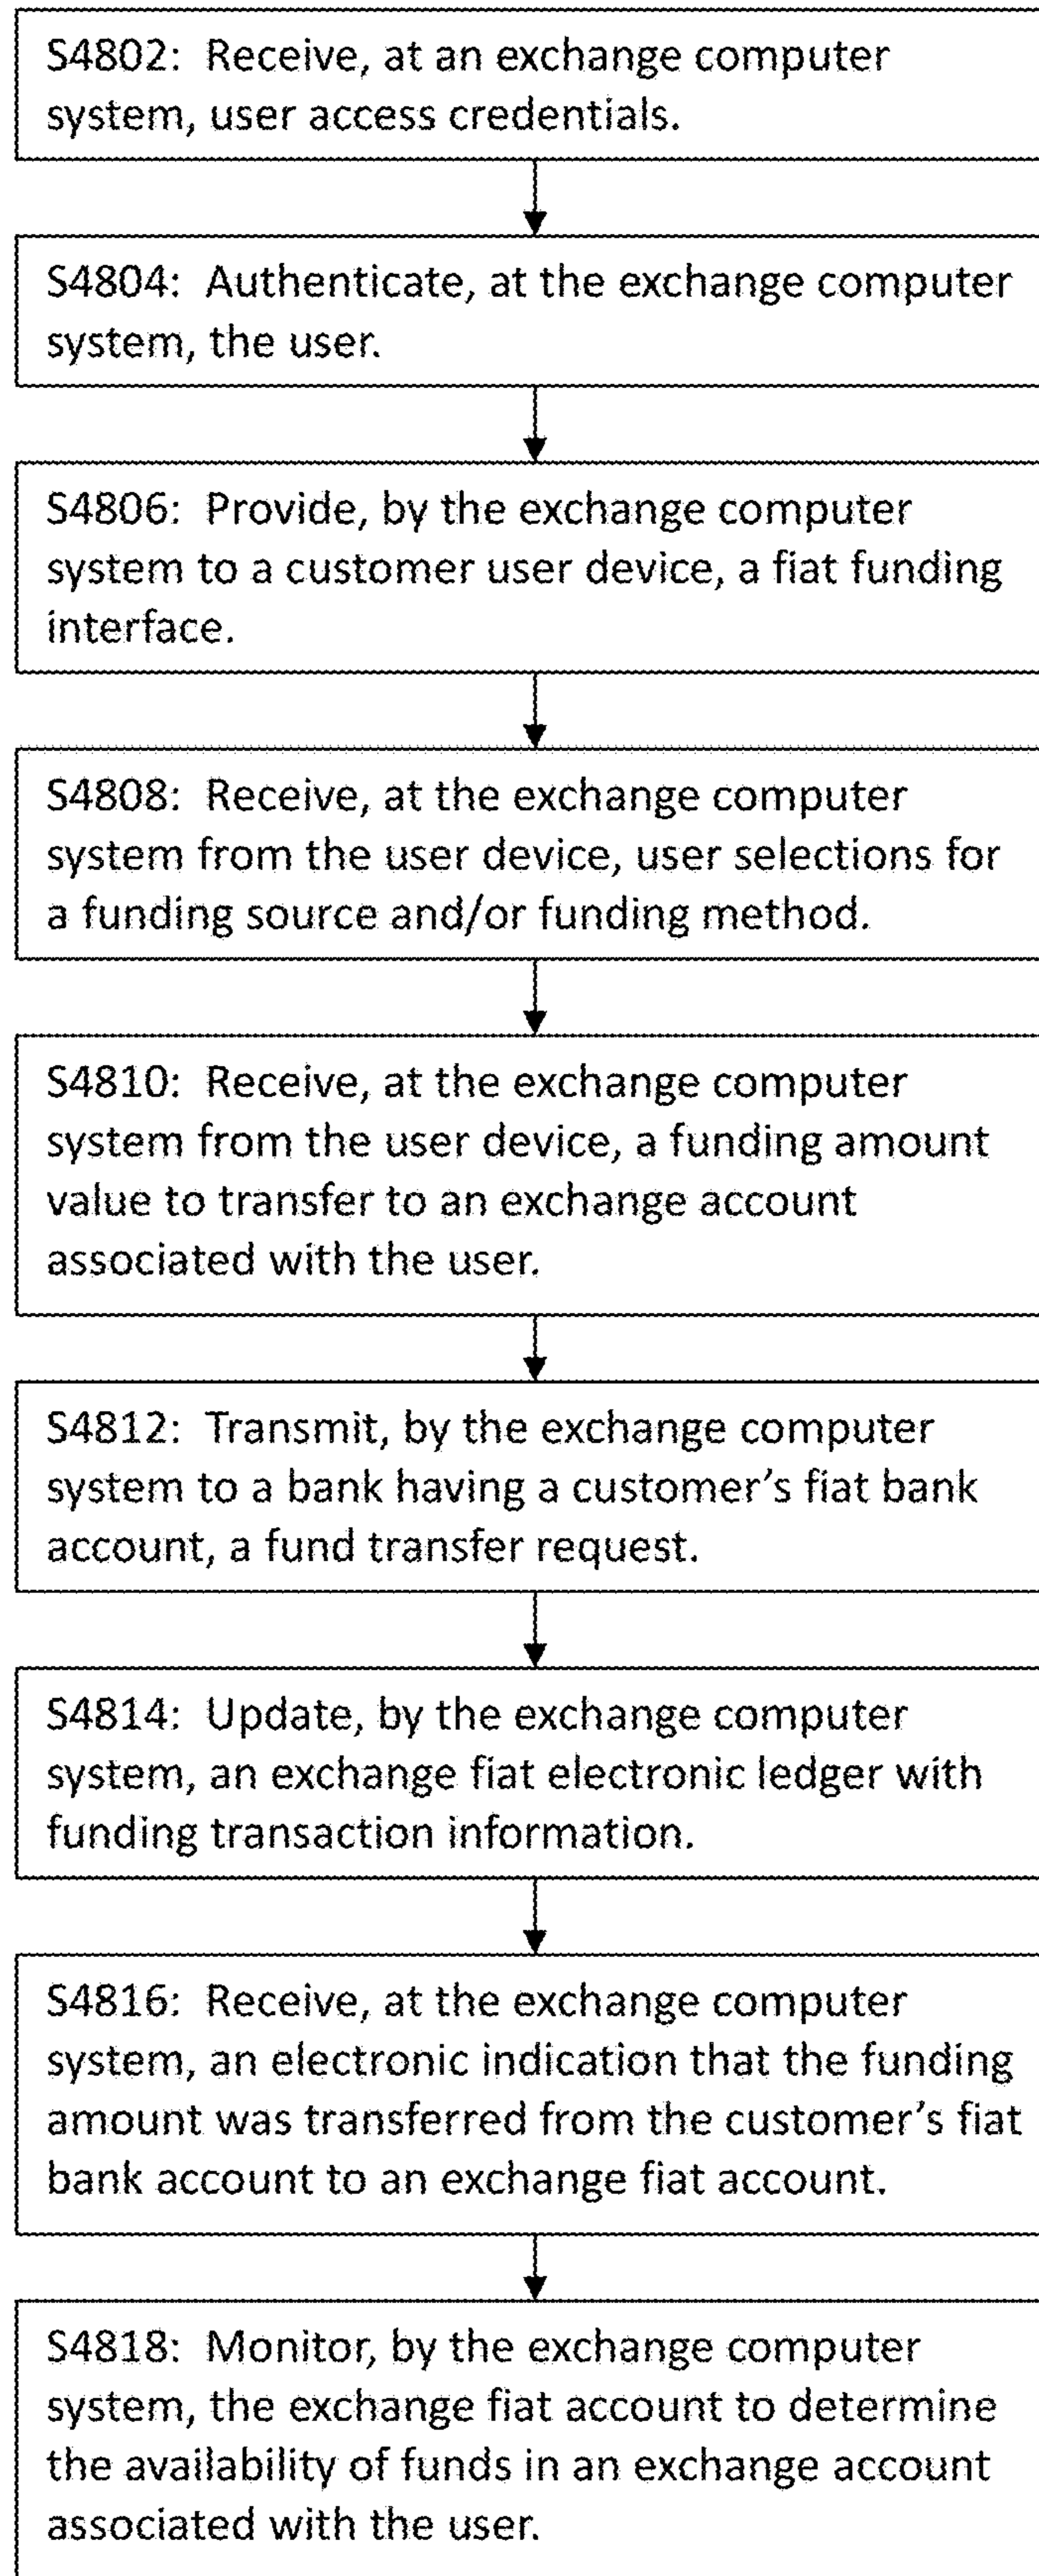 S4802: Receive, at an exchange computer
system, user access credentials.
S4804: Authenticate, at the exchange computer
system, the user.
S4806: Provide, by the exchange computer
system to a customer user device, a fiat funding
interface.
S4808: Receive, at the exchange computer
system from the user device, user selections for
a funding source and/or funding method.
S4810: Receive, at the exchange computer
system from the user device, a funding amount
value to transfer to an exchange account
associated with the user.
S4812: Transmit, by the exchange computer
system to a bank having a customer's fiat bank
account, a fund transfer request.
S4814: Update, by the exchange computer
system, an exchange fiat electronic ledger with
funding transaction information.
S4816: Receive, at the exchange computer
system, an electronic indication that the funding
amount was transferred from the customer's fiat
bank account to an exchange fiat account.
S4818: Monitor, by the exchange computer
system, the exchange fiat account to determine
the availability of funds in an exchange account
associated with the user.